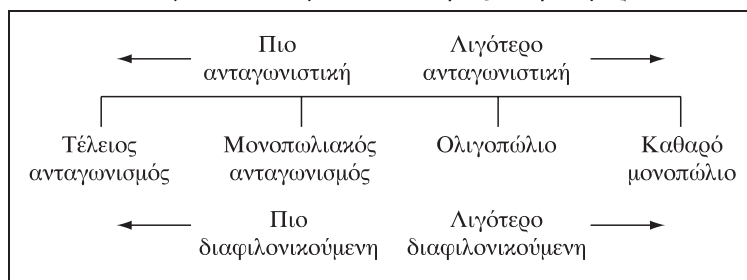 Πιο Λιγότερο
ανταγωνιστική ανταγωνιστική
Τέλειος Μονοπωλιακός Ολιγοπώλιο Καθαρό
ανταγωνισμός ανταγωνισμός μονοπώλιο
Πιο Λιγότερο
διαφιλονικούμενη διαφιλονικούμενη